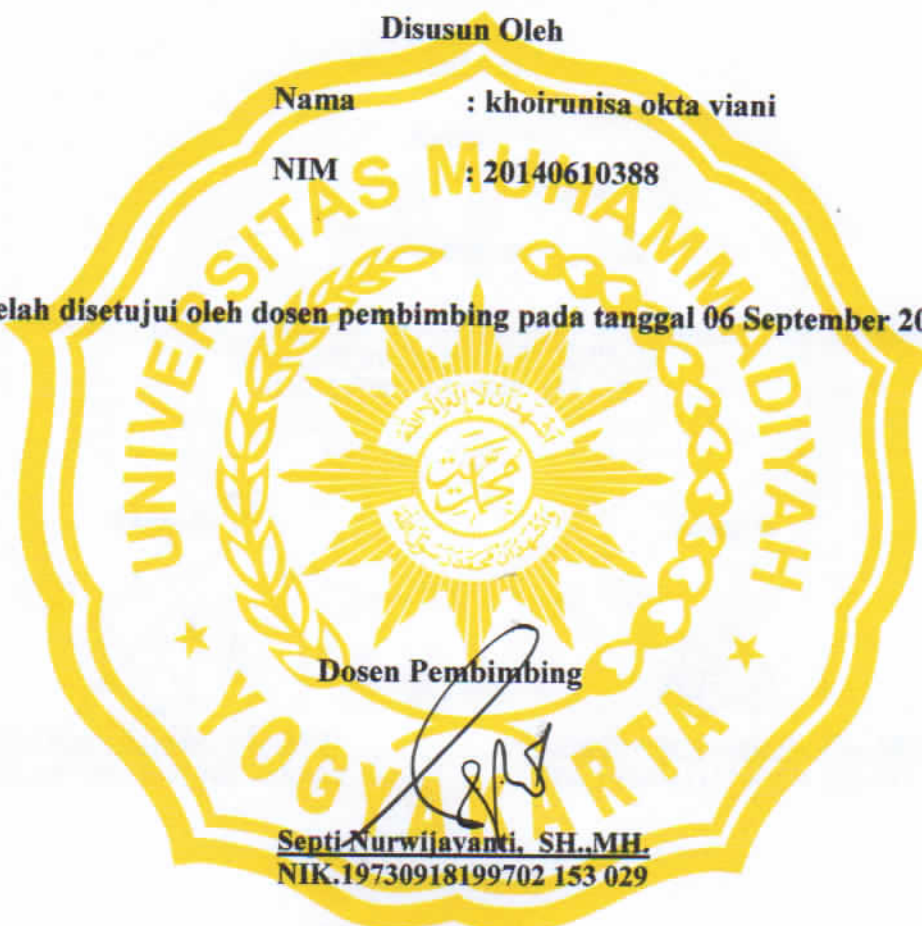 Disusun Oleh
Nama : khoirunisa okta viani
NIM : 20140610388
UNIVERSITAS MUHAMMADIYAH
elah disetujui oleh dosen pembimbing pada tanggal 06 September 20
Dosen Pembimbing
YOGYAKARTA
Septi Nurwijayanti, SH.,MH.
NIK.19730918199702 153 029